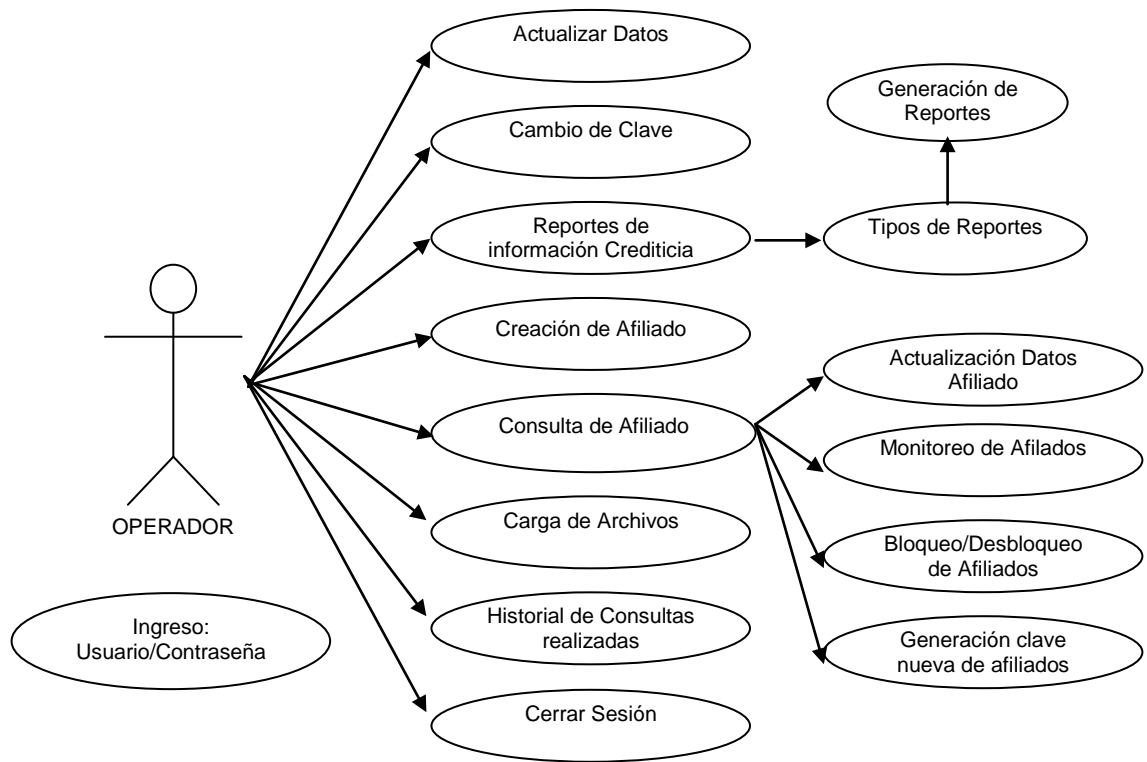 Actualizar Datos
Cambio de Clave
Reportes de
información Crediticia
Creación de Afiliado
Consulta de Afiliado
Carga de Archivos
Historial de Consultas
realizadas
Cerrar Sesión
Generación de
Reportes
Tipos de Reportes
Actualización Datos
Afiliado
Monitoreo de Afilados
Bloqueo/Desbloqueo
de Afiliados
Generación clave
nueva de afiliados
OPERADOR
Ingreso:
Usuario/Contraseña